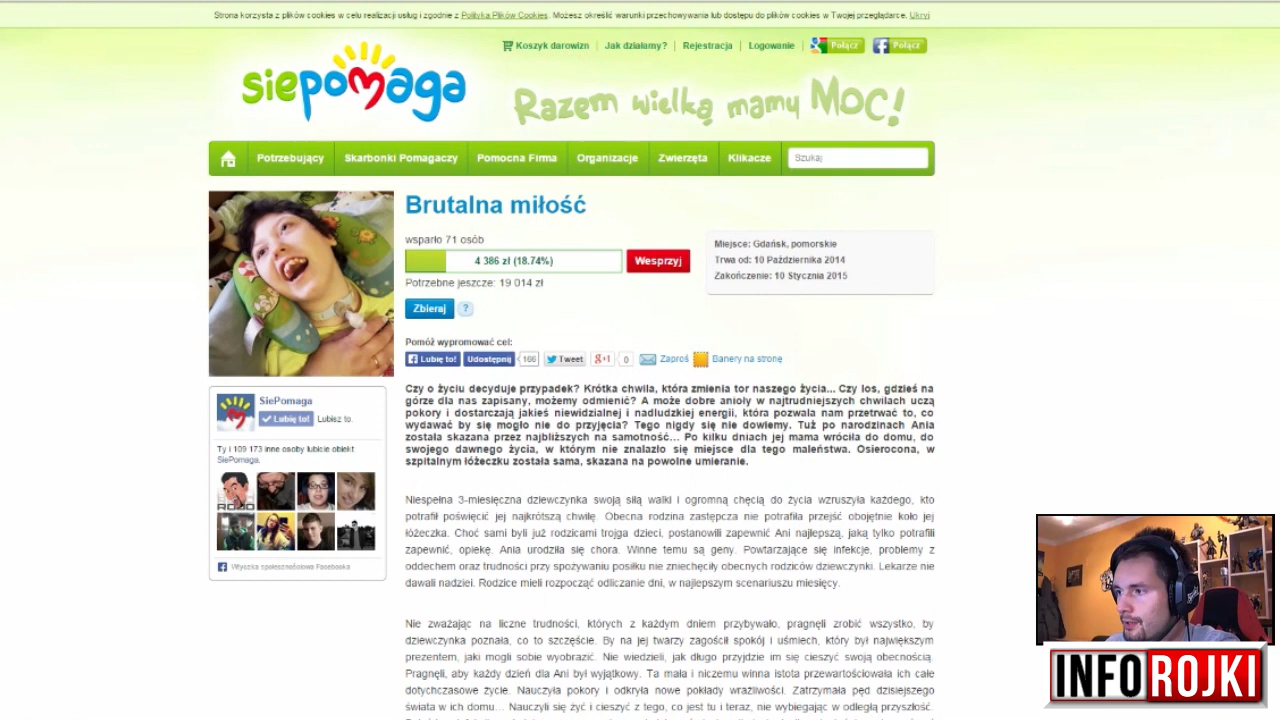 Strona korzysta z plików cookies w celu realizacji usług i zgodnie z Polityką Plików Cookies. Możesz określić warunki przechowywania lub dostępu do plików cookies w Twojej przeglądarce. Ukryj
Koszyk darowizn | Jak działamy? | Rejestracja | Logowanie | Połącz Połącz
siepomaga
Razem wielką mamy MOC!
Potrzebujący Skarbonki Pomagaczy Pomocna Firma Organizacje Zwierzęta Klikacze Szukaj
Brutalna miłość
wsparło 71 osób
4 386 zł (18.74%) Wesprzyj
Potrzebne jeszcze: 19 014 zł
Zbieraj ?
Miejsce: Gdańsk, pomorskie
Trwa od: 10 Października 2014
Zakończenie: 10 Stycznia 2015
Pomóż wypromować cel:
Lubię to! Udostępnij 166 Tweet g+1 0 Zaproś Banery na stronę
Czy o życiu decyduje przypadek? Krótka chwila, która zmienia tor naszego życia... Czy los, gdzieś na
górze dla nas zapisany, możemy odmienić? A może dobre anioły w najtrudniejszych chwilach uczą
pokory i dostarczają jakieś niewidzialnej i nadludzkiej energii, która pozwala nam przetrwać to, co
wydawać by się mogło nie do przyjęcia? Tego nigdy się nie dowiemy. Tuż po narodzinach Ania
została skazana przez najbliższych na samotność... Po kilku dniach jej mama wróciła do domu, do
swojego dawnego życia, w którym nie znalazło się miejsce dla tego maleństwa. Osierocona, w
szpitalnym łóżeczku została sama, skazana na powolne umieranie.
Niespełna 3-miesięczna dziewczynka swoją siłą walki i ogromną chęcią do życia wzruszyła każdego, kto
potrafił poświęcić jej najkrótszą chwilę. Obecna rodzina zastępcza nie potrafiła przejść obojętnie koło jej
łóżeczka. Choć sami byli już rodzicami trojga dzieci, postanowili zapewnić Ani najlepszą, jaką tylko potrafili
zapewnić, opiekę. Ania urodziła się chora. Winne temu są geny. Powtarzające się infekcje, problemy z
oddechem oraz trudności przy spożywaniu posiłku nie zniechęciły obecnych rodziców dziewczynki. Lekarze nie
dawali nadziei. Rodzice mieli rozpocząć odliczanie dni, w najlepszym scenariuszu miesięcy.
Nie zważając na liczne trudności, których z każdym dniem przybywało, pragnęli zrobić wszystko, by
dziewczynka poznała, co to szczęście. By na jej twarzy zagościł spokój i uśmiech, który był największym
prezentem, jaki mogli sobie wyobrazić. Nie wiedzieli, jak długo przyjdzie im się cieszyć swoją obecnością.
Pragnęli, aby każdy dzień dla Ani był wyjątkowy. Ta mała i niczemu winna istota przewartościowała ich całe
dotychczasowe życie. Nauczyła pokory i odkryła nowe pokłady wrażliwości. Zatrzymała pęd dzisiejszego
świata w ich domu... Nauczyli się żyć i cieszyć z tego, co jest tu i teraz, nie wybiegając w odległą przyszłość.
SiePomaga
Lubię to! Lubisz to.
Ty i 109 173 inne osoby lubicie obiekt
SiePomaga.
ROJO
Wtyczka społecznościowa Facebooka
INFO ROJKI